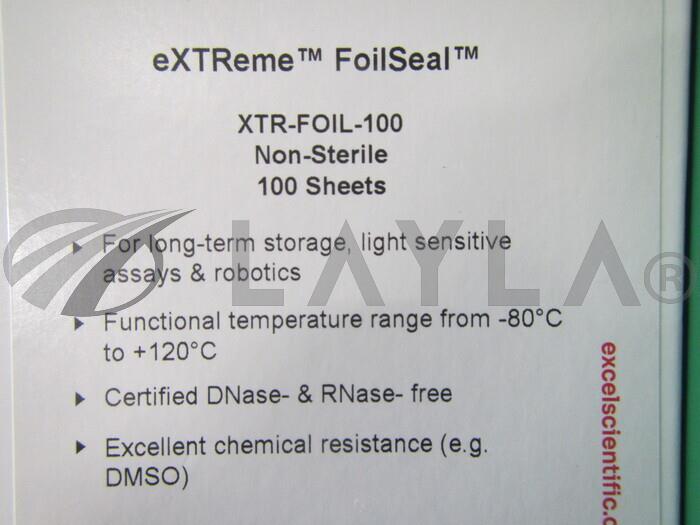 eXTReme™ FoilSeal™
XTR-FOIL-100
Non-Sterile
100 Sheets
For long-term storage, light sensitive
assays & robotics
LAYLA®
Functional temperature range from -80°C
to +120°C
Certified DNase- & RNase- free
Excellent chemical resistance (e.g.
DMSO)
excelscientific.c